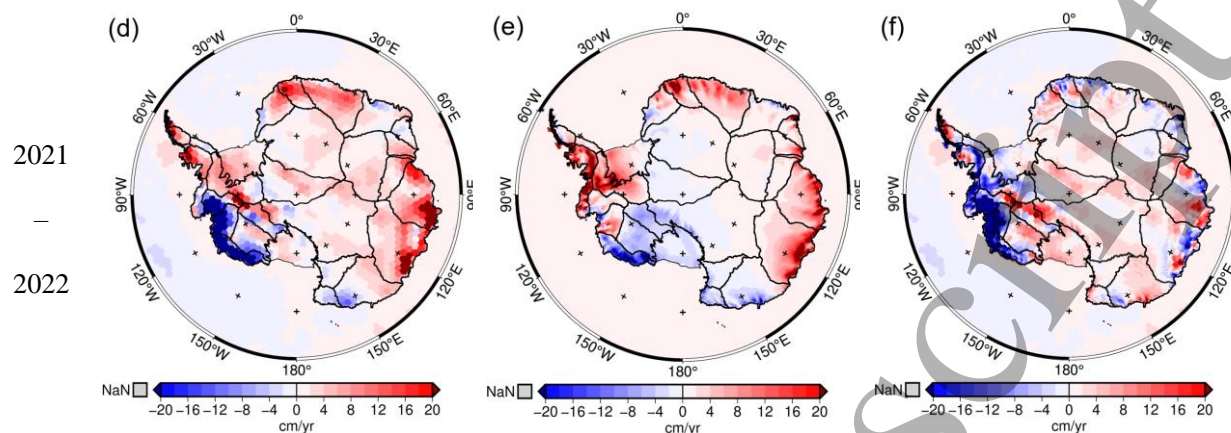 (d) (e) (f)
0° 0° 0°
30°W 30°E 30°W 30°E 30°W 30°E
60°W 60°E 60°W 60°E 60°W
2021
90°W 90°E 90°W 90°E 90°W 90°E
–
2022
120°W 120°E 120°W 120°E 120°W 120°E
150°W 150°E 150°W 150°E 150°W 150°E
180° 180° 180°
NaN NaN NaN
−20 −16 −12 −8 −4 0 4 8 12 16 20 −20 −16 −12 −8 −4 0 4 8 12 16 20 −20 −16 −12 −8 −4 0 4 8 12 16 20
cm/yr cm/yr cm/yr
script